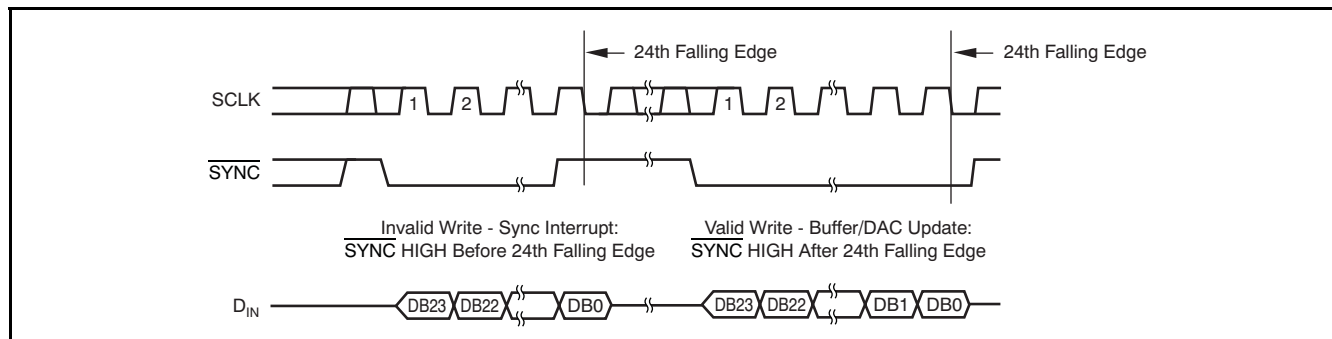 24th Falling Edge
24th Falling Edge
SCLK
1
2
1
2
SYNC
Invalid Write - Sync Interrupt:
SYNC HIGH Before 24th Falling Edge
Valid Write - Buffer/DAC Update:
SYNC HIGH After 24th Falling Edge
DIN
DB23
DB22
DB0
DB23
DB22
DB1
DB0